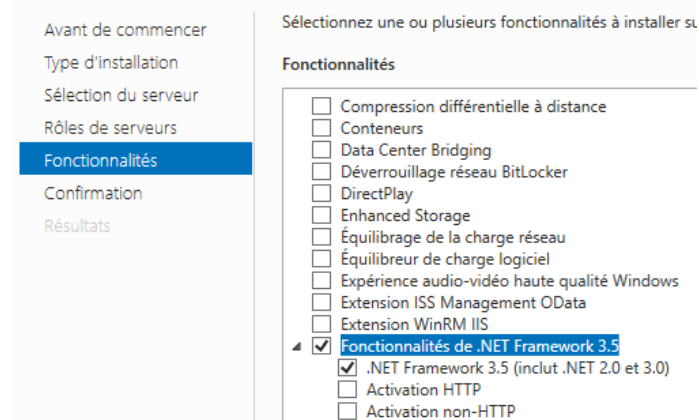 Avant de commencer
Type d'installation
Sélection du serveur
Rôles de serveurs
Fonctionnalités
Confirmation
Résultats
Sélectionnez une ou plusieurs fonctionnalités à installer su
Fonctionnalités
Compression différentielle à distance
Conteneurs
Data Center Bridging
Déverrouillage réseau BitLocker
DirectPlay
Enhanced Storage
Équilibrage de la charge réseau
Équilibreur de charge logiciel
Expérience audio-vidéo haute qualité Windows
Extension ISS Management OData
Extension WinRM IIS
Fonctionnalités de .NET Framework 3.5
.NET Framework 3.5 (inclut .NET 2.0 et 3.0)
Activation HTTP
Activation non-HTTP